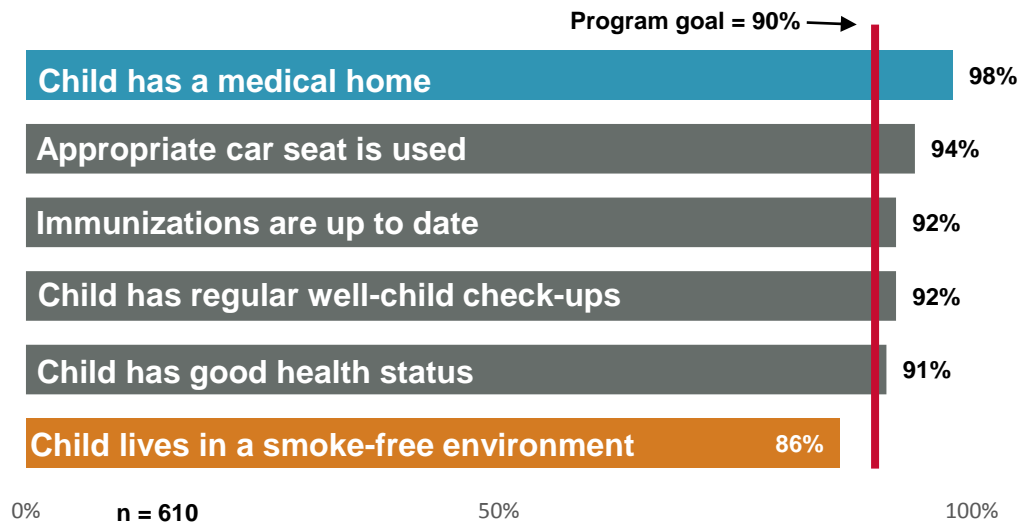 Program goal = 90%
Child has a medical home 98%
Appropriate car seat is used 94%
Immunizations are up to date 92%
Child has regular well-child check-ups 92%
Child has good health status 91%
Child lives in a smoke-free environment 86%
0% 50% 100%
n = 610